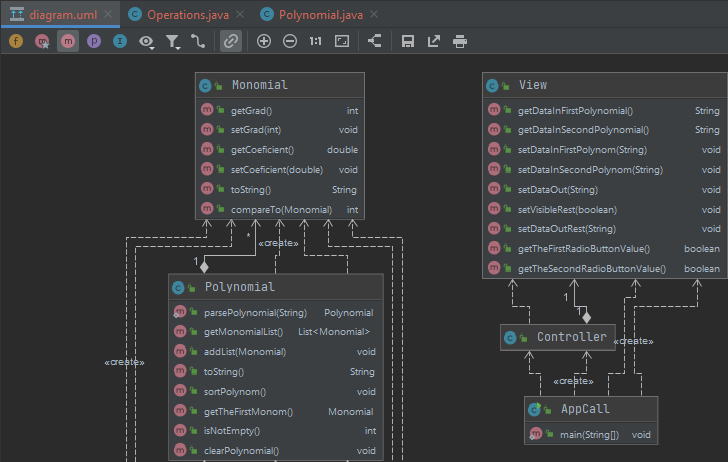 diagram.uml Operations.java Polynomial.java
1:1
Monomial
getGrad() int
setGrad(int) void
getCoeficient() double
setCoeficient(double) void
toString() String
compareTo(Monomial) int
View
getDataInFirstPolynomial() String
getDataInSecondPolynomial() String
setDataInFirstPolynom(String) void
setDataInSecondPolynom(String) void
setDataOut(String) void
setVisibleRest(boolean) void
setDataOutRest(String) void
getTheFirstRadioButtonValue() boolean
getTheSecondRadioButtonValue() boolean
*
«create»
1
Polynomial
parsePolynomial(String) Polynomial
getMonomialList() List<Monomial>
addList(Monomial) void
toString() String
sortPolynom() void
getTheFirstMonom() Monomial
isNotEmpty() int
clearPolynomial() void
«create»
1
1
Controller
«create»
«create»
AppCall
main(String[]) void